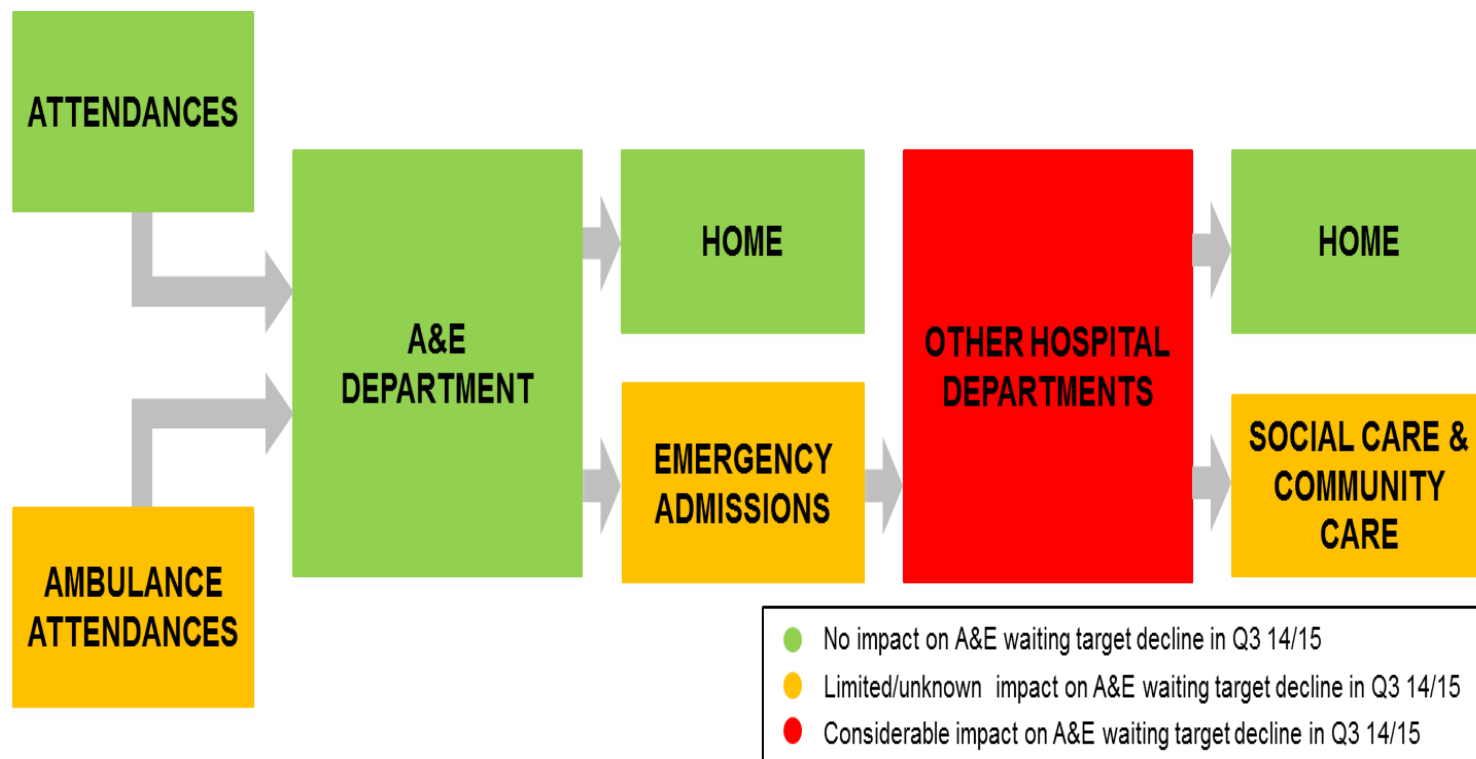 ATTENDANCES
AMBULANCE
ATTENDANCES
A&E
DEPARTMENT
HOME
EMERGENCY
ADMISSIONS
OTHER HOSPITAL
DEPARTMENTS
HOME
SOCIAL CARE &
COMMUNITY
CARE
No impact on A&E waiting target decline in Q3 14/15
Limited/unknown impact on A&E waiting target decline in Q3 14/15
Considerable impact on A&E waiting target decline in Q3 14/15